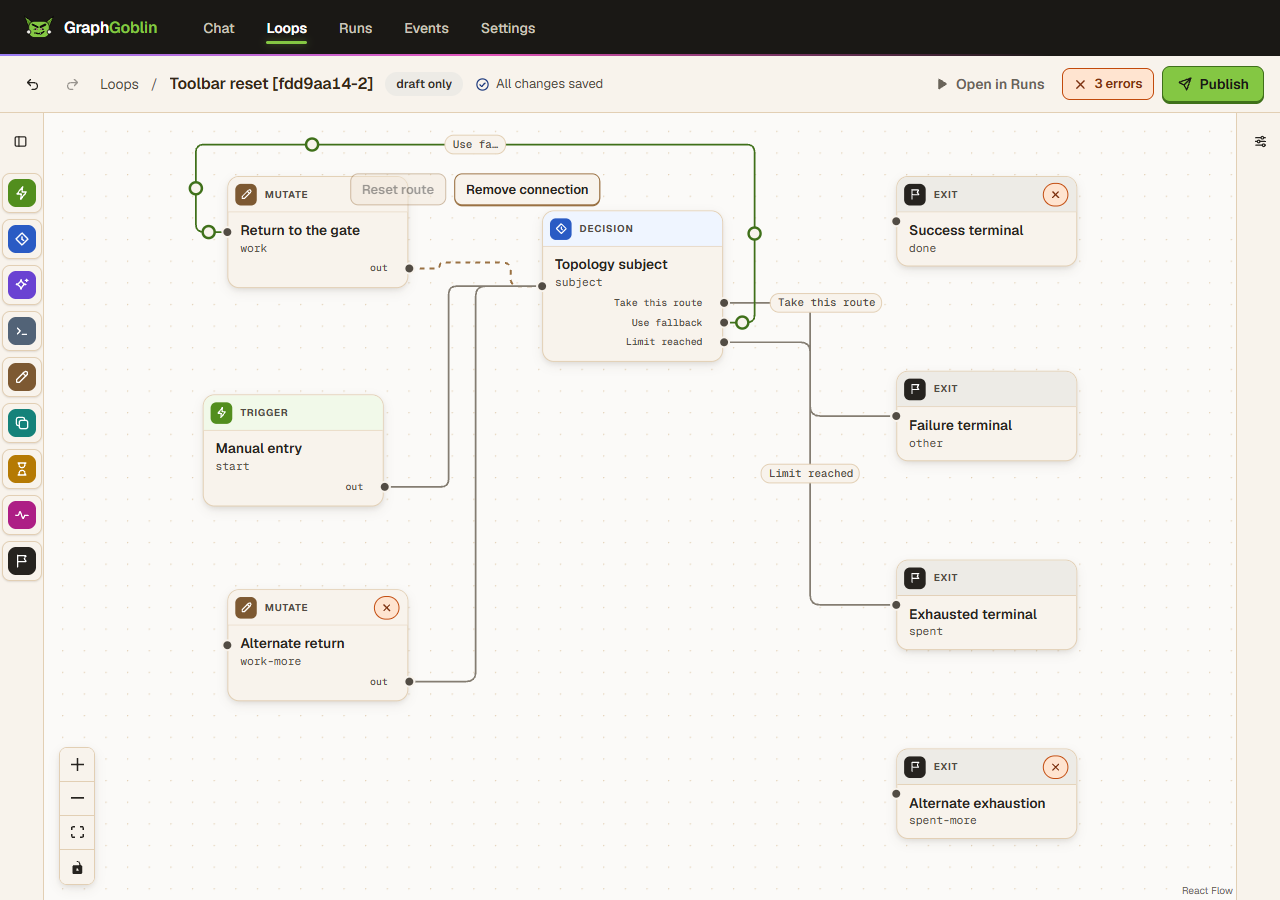 GraphGoblin
Chat
Loops
Runs
Events
Settings
Loops / Toolbar reset [fdd9aa14-2]
draft only
All changes saved
Open in Runs
3 errors
Publish
Use fa…
Reset route
Remove connection
MUTATE
Return to the gate
work
out
DECISION
Topology subject
subject
Take this route
Use fallback
Limit reached
EXIT
Success terminal
done
Take this route
EXIT
Failure terminal
other
TRIGGER
Manual entry
start
out
Limit reached
EXIT
Exhausted terminal
spent
MUTATE
Alternate return
work-more
out
EXIT
Alternate exhaustion
spent-more
React Flow